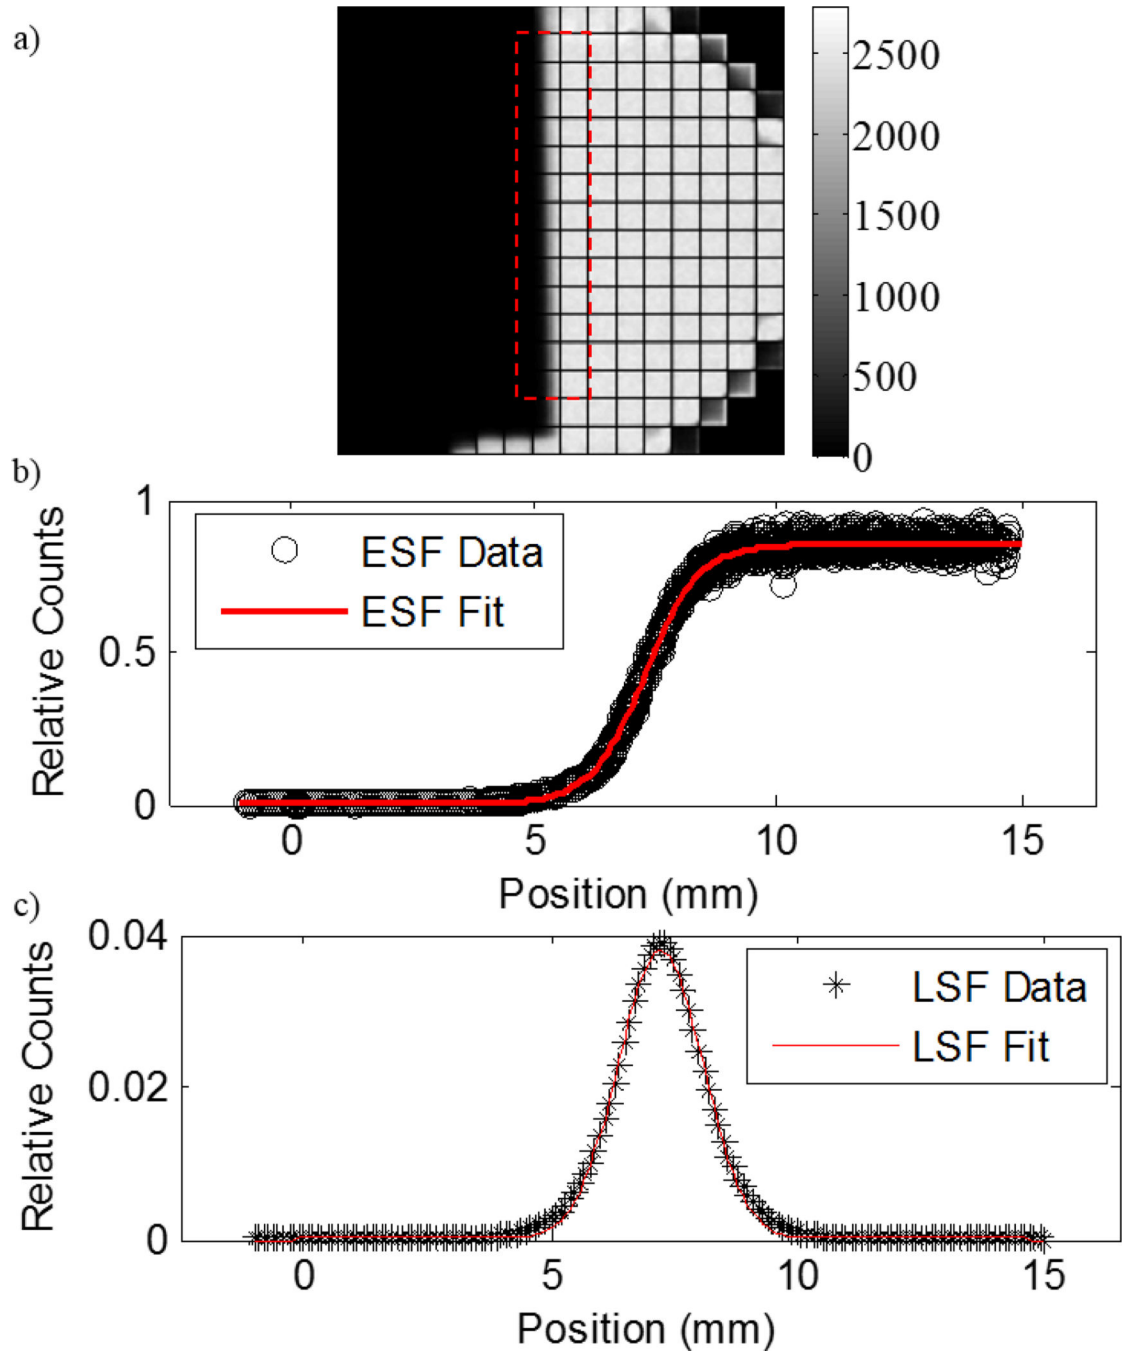 a)
2500
2000
1500
1000
500
0
b)
1
0.5
0
Relative Counts
ESF Data
ESF Fit
0 5 10 15
Position (mm)
c)
0.04
0.02
0
Relative Counts
LSF Data
LSF Fit
0 5 10 15
Position (mm)